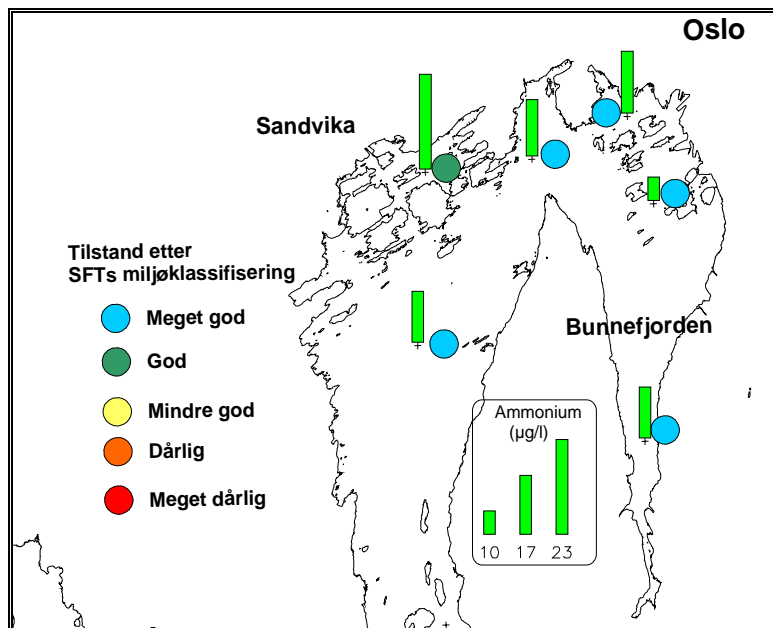 Oslo
Sandvika
Tilstand etter
SFTs miljøklassifisering
Meget god
God
Mindre god
Dårlig
Meget dårlig
Bunnefjorden
Ammonium
(µg/l)
10 17 23